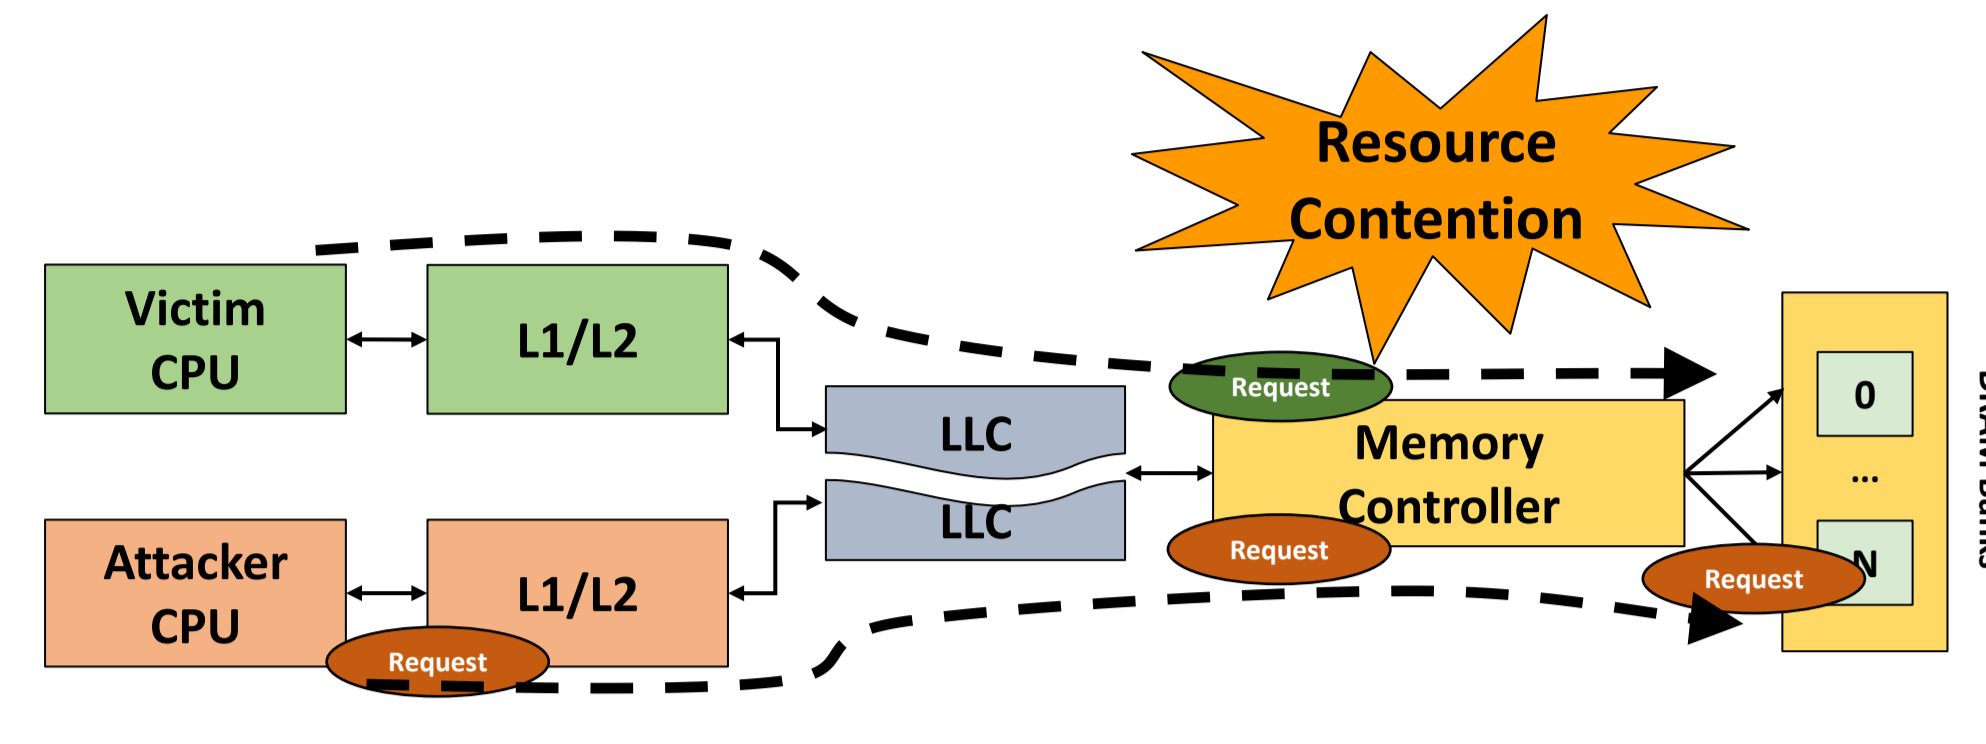 Resource
Contention
Victim
CPU
L1/L2
Request
0
LLC
Memory
Controller
...
LLC
Attacker
CPU
L1/L2
Request
Request
N
Request